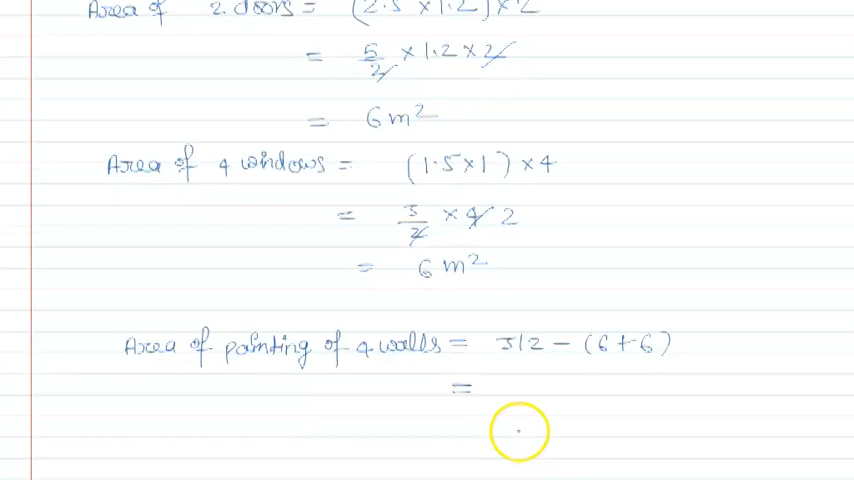 Area of 2 doors = (2.5 × 1.2) × 2
= 5/2 × 1.2 × 2
= 6 m²
Area of 4 windows = (1.5 × 1) × 4
= 3/2 × 4 2
= 6 m²
Area of painting of 4 walls = 312 - (6 + 6)
=